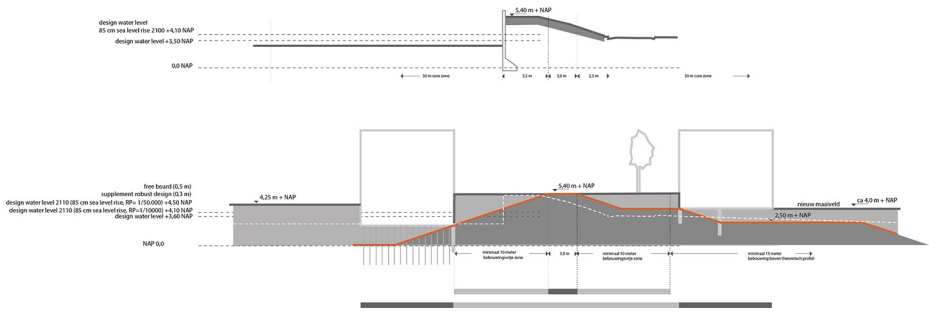 5,40 m + NAP
design water level
85 cm sea level rise 2100 +4,10 NAP
design water level +3,50 NAP
0,0 NAP
30 m core zone
5,5 m
3,0 m
2,5 m
30 m core zone
free board (0,5 m)
supplement robust design (0,3 m)
design water level 2110 (85 cm sea level rise, RP= 1/50.000) +4,50 NAP
design water level 2110 (85 cm sea level rise, RP=1/10000) +4,10 NAP
design water level +3,60 NAP
NAP 0,0
4,25 m + NAP
5,40 m + NAP
nieuw maaiveld
ca 4,0 m + NAP
2,50 m + NAP
minimaal 10 meter
bebouwingsvrije zone
3,0 m
minimaal 10 meter
bebouwingsvrije zone
minimaal 15 meter
bebouwing boven theoretisch profiel